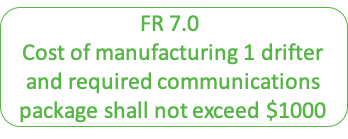 FR 7.0
Cost of manufacturing 1 drifter
and required communications
package shall not exceed $1000